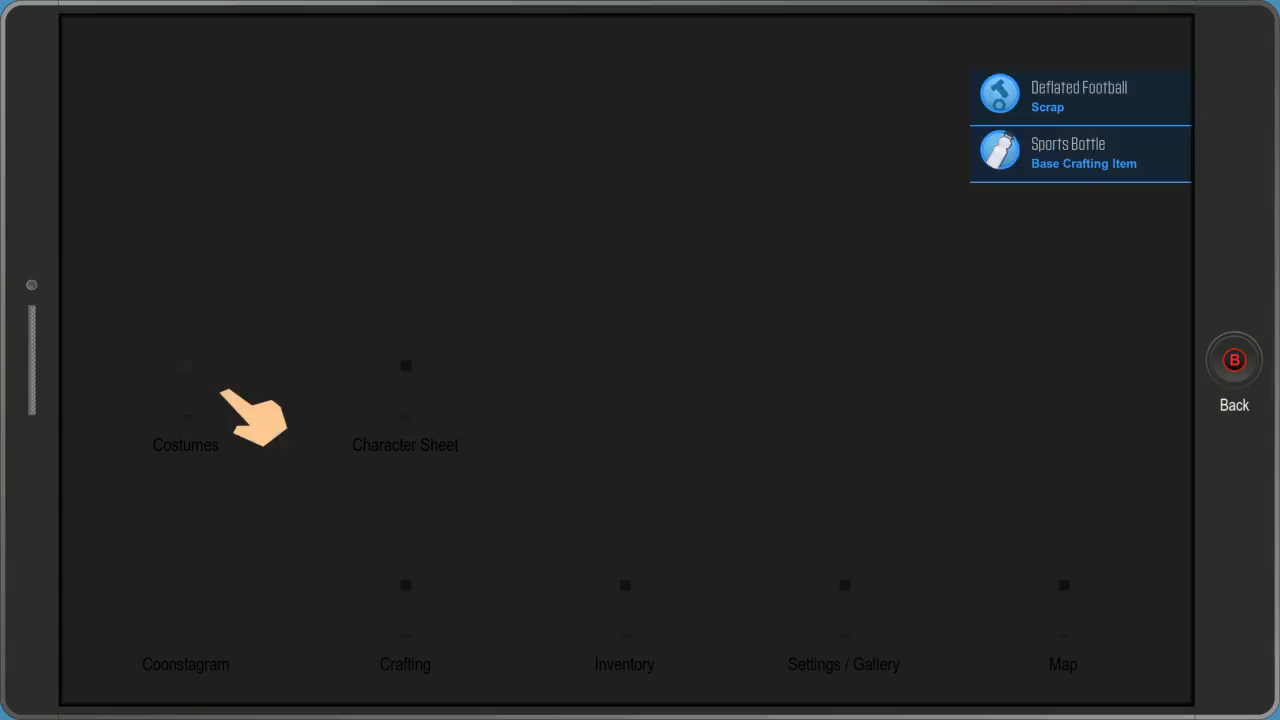 Deflated Football
Scrap
Sports Bottle
Base Crafting Item
B
Back
Costumes
Character Sheet
Coonstagram
Crafting
Inventory
Settings / Gallery
Map